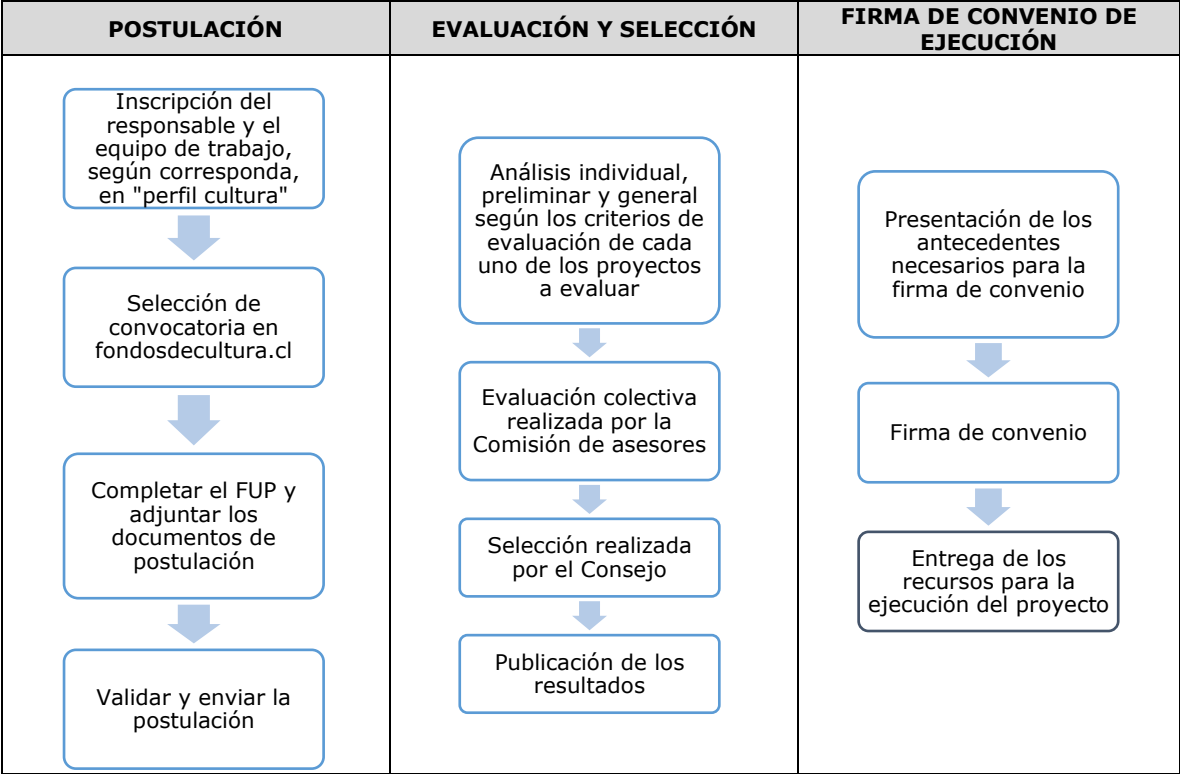 POSTULACIÓN
Inscripción del
responsable y el
equipo de trabajo,
según corresponda,
en "perfil cultura"
Selección de
convocatoria en
fondosdecultura.cl
Completar el FUP y
adjuntar los
documentos de
postulación
Validar y enviar la
postulación
EVALUACIÓN Y SELECCIÓN
Análisis individual,
preliminar y general
según los criterios de
evaluación de cada
uno de los proyectos
a evaluar
Evaluación colectiva
realizada por la
Comisión de asesores
Selección realizada
por el Consejo
Publicación de los
resultados
FIRMA DE CONVENIO DE
EJECUCIÓN
Presentación de los
antecedentes
necesarios para la
firma de convenio
Firma de convenio
Entrega de los
recursos para la
ejecución del proyecto